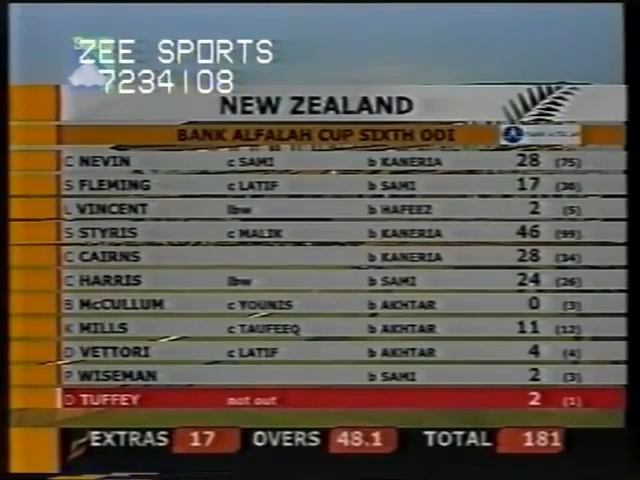 ZEE SPORTS
7234108
NEW ZEALAND
BANK ALFALAH CUP SIXTH ODI
C NEVIN c SAMI b KANERIA 28 (75)
S FLEMING c LATIF b SAMI 17
L VINCENT lbw b HAFEEZ 2 (5)
S STYRIS c MALIK b KANERIA 46 (99)
C CAIRNS b KANERIA 28 (34)
C HARRIS lbw b SAMI 24 (26)
B McCULLUM c YOUNIS b AKHTAR 0 (3)
K MILLS c TAUFEEQ b AKHTAR 11 (12)
D VETTORI c LATIF b AKHTAR 4 (4)
P WISEMAN b SAMI 2 (3)
D TUFFEY not out 2 (1)
EXTRAS 17 OVERS 48.1 TOTAL 181